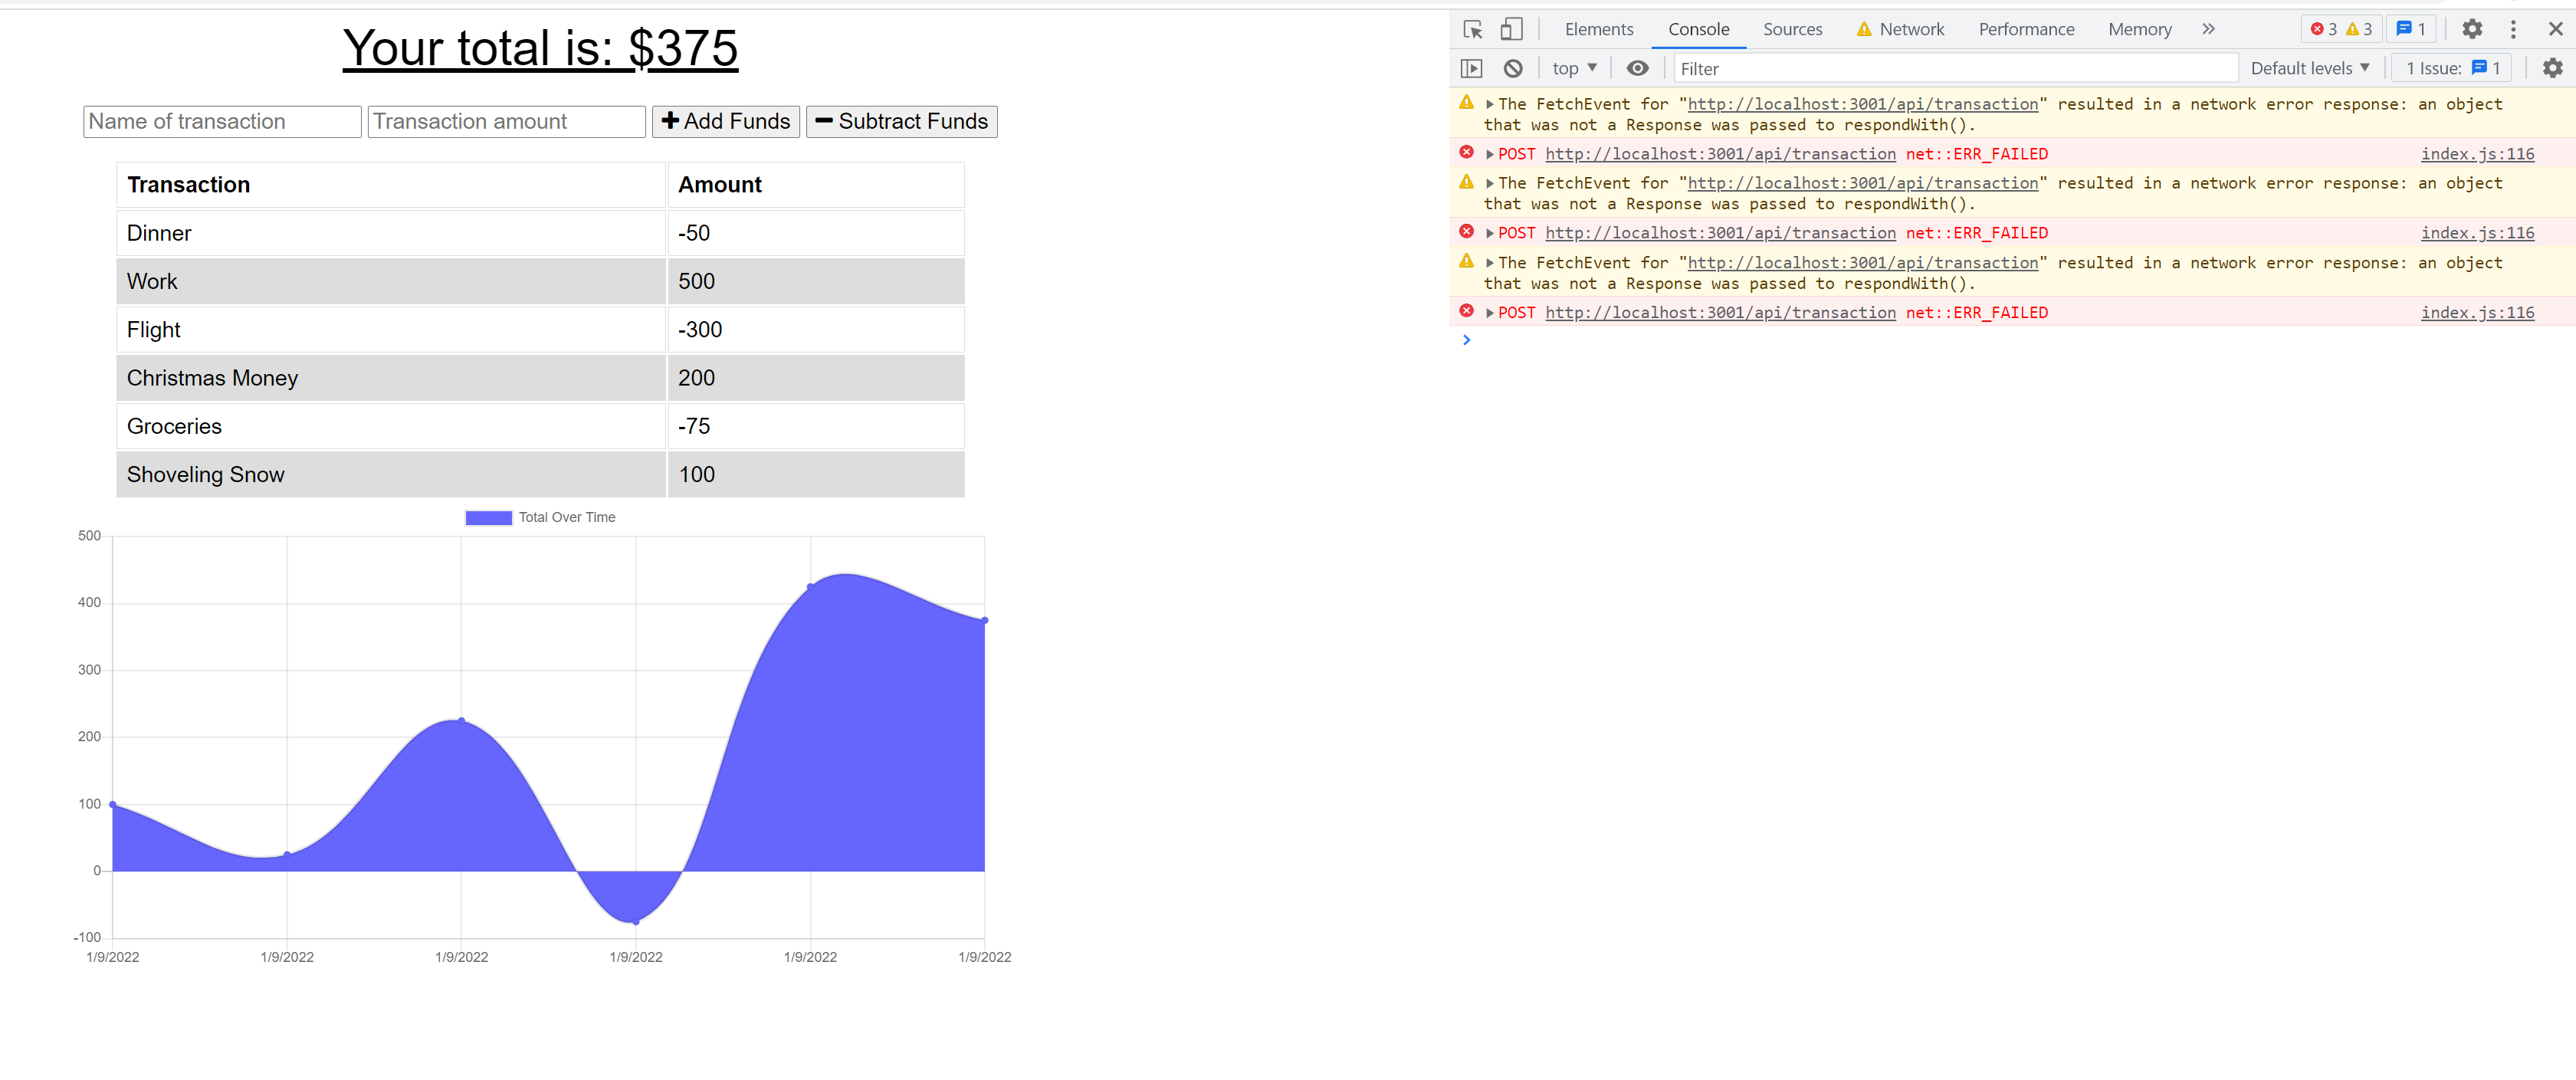 Your total is: $375
Name of transaction Transaction amount Add Funds Subtract Funds
Transaction Amount
Dinner -50
Work 500
Flight -300
Christmas Money 200
Groceries -75
Shoveling Snow 100
Total Over Time
500
400
300
200
100
0
-100
1/9/2022 1/9/2022 1/9/2022 1/9/2022 1/9/2022 1/9/2022
Elements Console Sources Network Performance Memory 3 3 1
top Filter Default levels 1 Issue: 1
The FetchEvent for "http://localhost:3001/api/transaction" resulted in a network error response: an object
that was not a Response was passed to respondWith().
POST http://localhost:3001/api/transaction net::ERR_FAILED index.js:116
The FetchEvent for "http://localhost:3001/api/transaction" resulted in a network error response: an object
that was not a Response was passed to respondWith().
POST http://localhost:3001/api/transaction net::ERR_FAILED index.js:116
The FetchEvent for "http://localhost:3001/api/transaction" resulted in a network error response: an object
that was not a Response was passed to respondWith().
POST http://localhost:3001/api/transaction net::ERR_FAILED index.js:116